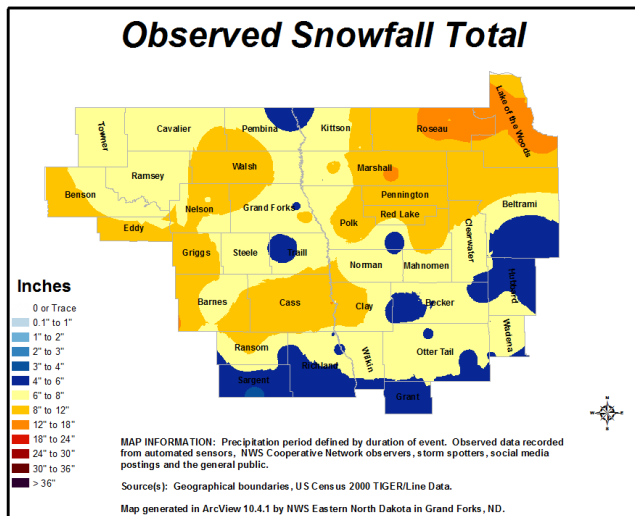 Observed Snowfall Total
Lake of the Woods
Towner
Cavalier
Pembina
Kittson
Roseau
Walsh
Marshall
Ramsey
Benson
Pennington
Nelson
Grand Forks
Red Lake
Beltrami
Eddy
Polk
Clearwater
Griggs
Steele
Traill
Norman
Mahnomen
Hubbard
Inches
0 or Trace
0.1" to 1"
1" to 2"
2" to 3"
3" to 4"
4" to 6"
6" to 8"
8" to 12"
12" to 18"
18" to 24"
24" to 30"
30" to 36"
> 36"
Barnes
Cass
Clay
Becker
Wadena
Ransom
Otter Tail
Wilkin
Richland
Sargent
Grant
MAP INFORMATION: Precipitation period defined by duration of event. Observed data recorded
from automated sensors, NWS Cooperative Network observers, storm spotters, social media
postings and the general public.
Source(s): Geographical boundaries, US Census 2000 TIGER/Line Data.
Map generated in ArcView 10.4.1 by NWS Eastern North Dakota in Grand Forks, ND.